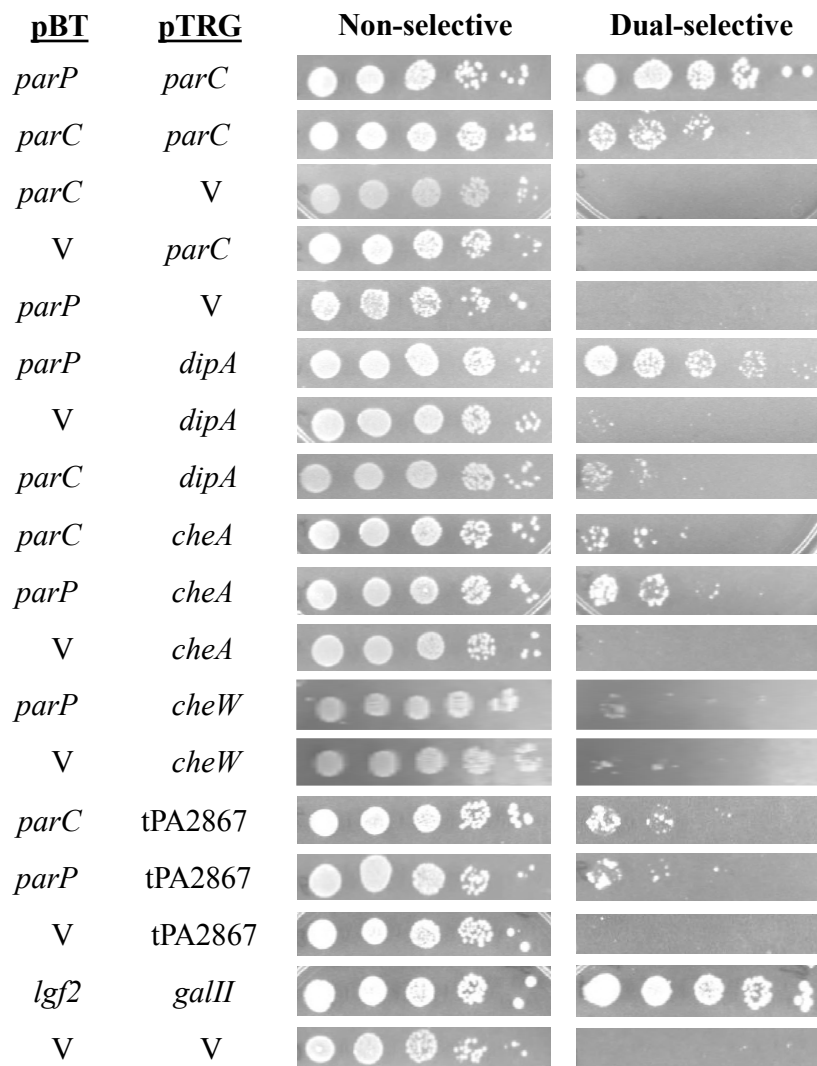 pBT pTRG Non-selective Dual-selective
parP parC
parC parC
parC V
V parC
parP V
parP dipA
V dipA
parC dipA
parC cheA
parP cheA
V cheA
parP cheW
V cheW
parC tPA2867
parP tPA2867
V tPA2867
lgf2 galII
V V